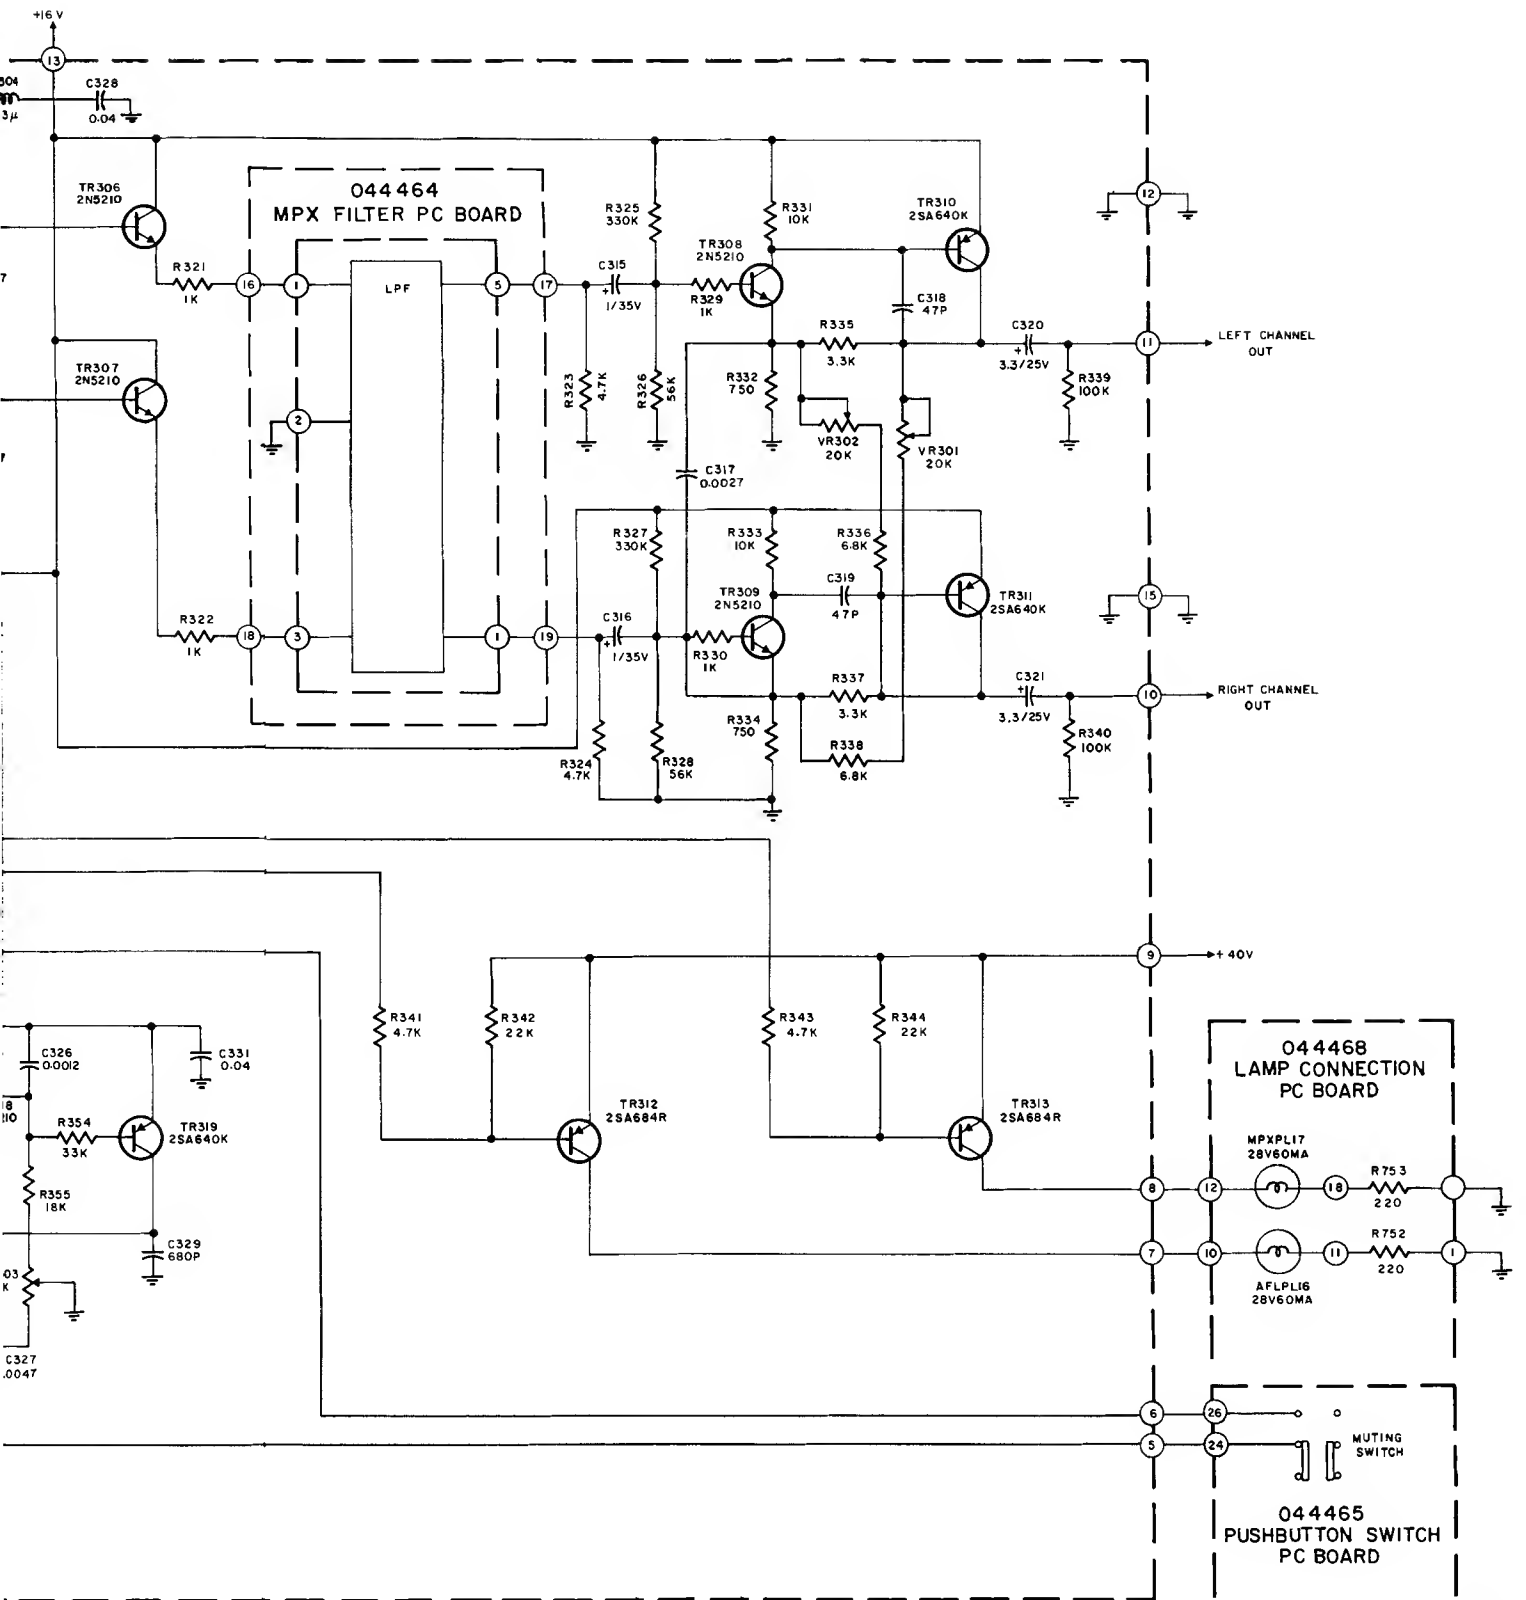 +16 V
13
304
3μ
C328
0.04
TR306
2N5210
044464
MPX FILTER PC BOARD
R325
330K
R331
10K
TR310
2SA640K
12
TR308
2N5210
R321
1K
16
1
LPF
5
17
C315
+
1/35V
R329
1K
C318
47P
7
R335
3.3K
C320
+
3.3/25V
11
LEFT CHANNEL
OUT
TR307
2N5210
R323
4.7K
R326
56K
R332
750
R339
100K
2
VR302
20K
VR301
20K
C317
0.0027
R327
330K
R333
10K
R336
6.8K
C319
47P
TR309
2N5210
TR311
2SA640K
15
R322
1K
18
3
1
19
C316
+
1/35V
R330
1K
R337
3.3K
C321
+
3.3/25V
10
RIGHT CHANNEL
OUT
R334
750
R340
100K
R324
4.7K
R328
56K
R338
6.8K
9
+ 40V
R341
4.7K
R342
22K
R343
4.7K
R344
22K
C326
0.0012
C331
0.04
18
210
R354
33K
TR319
2SA640K
TR312
2SA684R
TR313
2SA684R
044468
LAMP CONNECTION
PC BOARD
MPXPL17
28V60MA
R753
220
8
12
18
R355
18K
C329
680P
R752
220
7
10
11
1
AFLPL16
28V60MA
03
K
C327
.0047
6
26
5
24
MUTING
SWITCH
044465
PUSHBUTTON SWITCH
PC BOARD